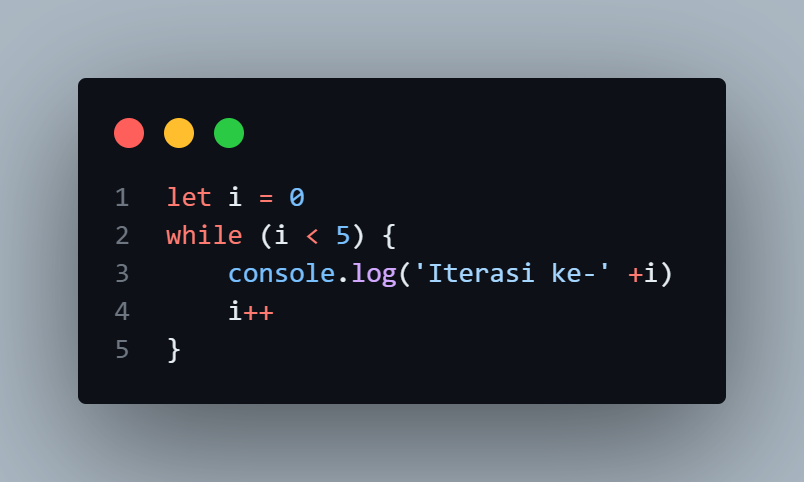 1 let i = 0
2 while (i < 5) {
3     console.log('Iterasi ke-' +i)
4     i++
5 }